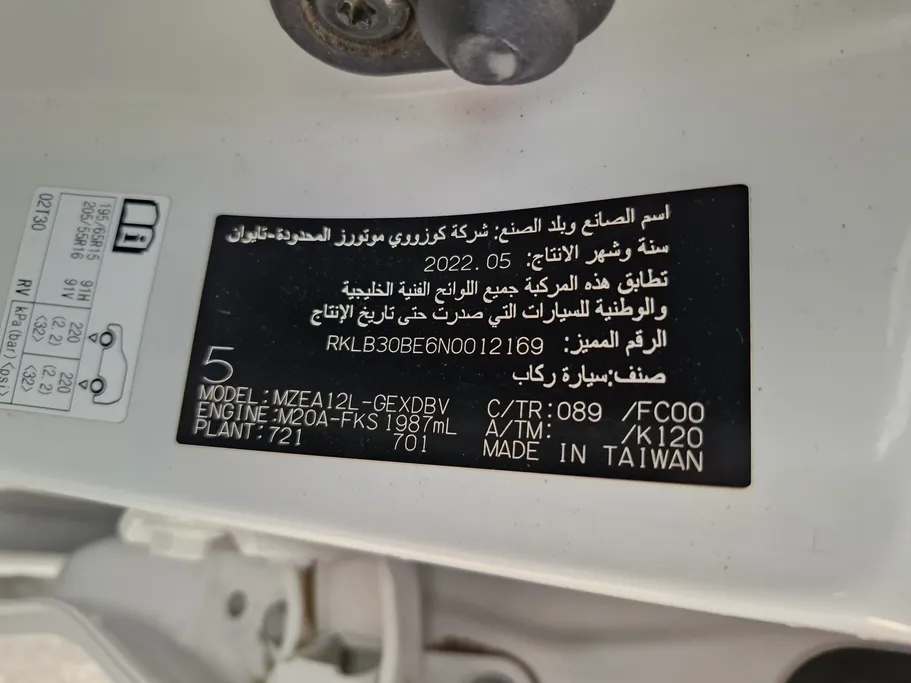 اسم الصانع وبلد الصنع: شركة كوزووي موتورز المحدودة-تايوان
سنة وشهر الانتاج: 2022.05
تطابق هذه المركبة جميع اللوائح الفنية الخليجية
والوطنية للسيارات التي صدرت حتى تاريخ الإنتاج
الرقم المميز: RKLB30BE6N0012169
صنف:سيارة ركاب
5
MODEL:MZEA12L-GEXDBV C/TR:089 /FC00
ENGINE:M20A-FKS 1987mL A/TM: /K120
PLANT:721 701 MADE IN TAIWAN
195/65R15 91H 220 (2.2) <32> 220 (2.2) <32>
205/55R16 91V
02T30 RV kPa(bar)<psi>